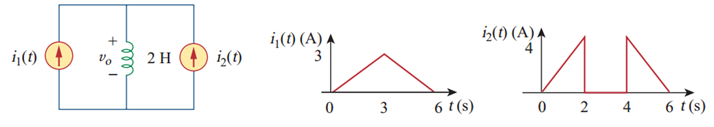 i₁(t)
+
vₒ
−
2 H
i₂(t)
i₁(t) (A)
3
0 3 6 t (s)
i₂(t) (A)
4
0 2 4 6 t (s)